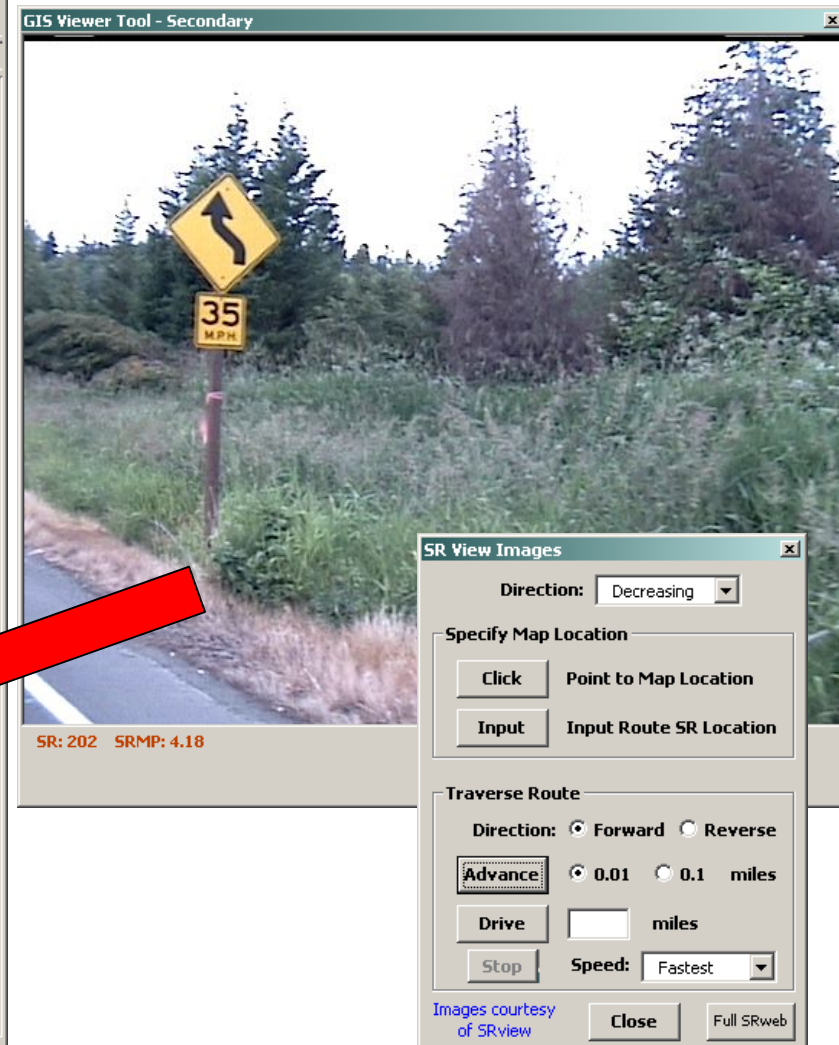 GIS Viewer Tool - Secondary
35
M.P.H.
SR: 202 SRMP: 4.18
SR View Images
Direction: Decreasing
Specify Map Location
Click Point to Map Location
Input Input Route SR Location
Traverse Route
Direction: Forward Reverse
Advance 0.01 0.1 miles
Drive miles
Stop Speed: Fastest
Images courtesy
of SRview
Close Full SRweb